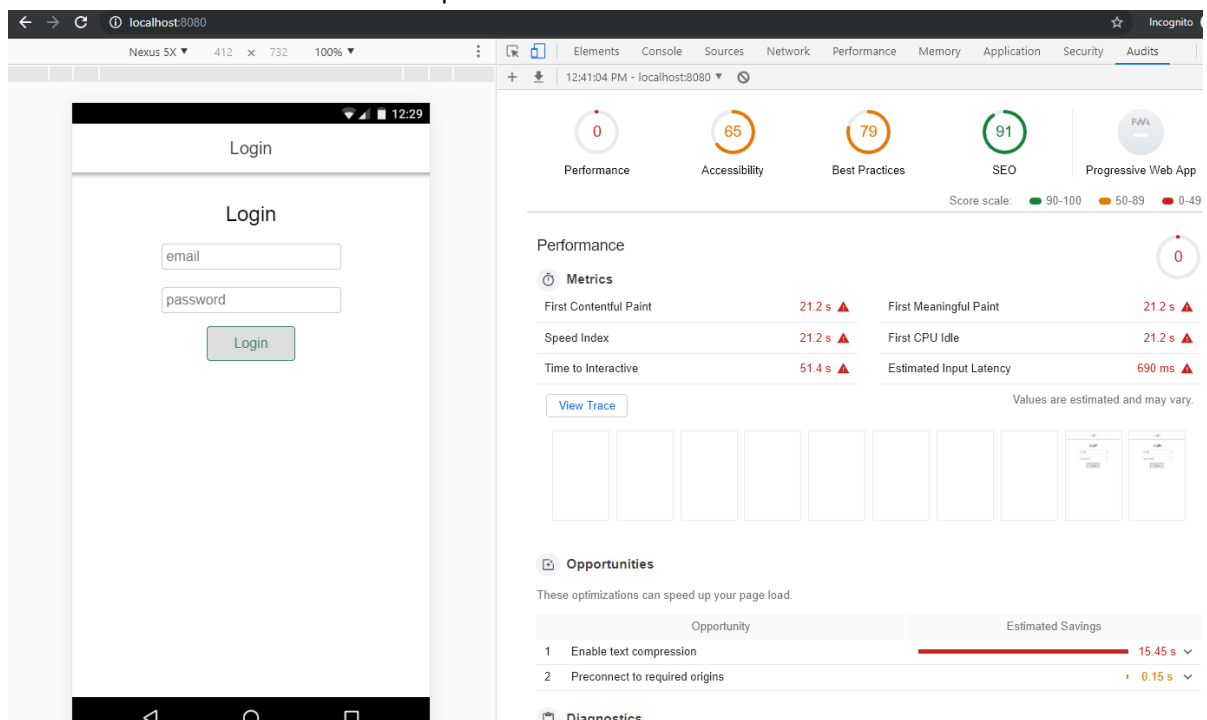 localhost:8080
Incognito
Nexus 5X ▼ 412 × 732 100% ▼
Elements Console Sources Network Performance Memory Application Security Audits
12:41:04 PM - localhost:8080 ▼
12:29
Login
Login
email
password
Login
0 65 79 91 PWA
Performance Accessibility Best Practices SEO Progressive Web App
Score scale: 90-100 50-89 0-49
Performance 0
Metrics
First Contentful Paint 21.2 s First Meaningful Paint 21.2 s
Speed Index 21.2 s First CPU Idle 21.2 s
Time to Interactive 51.4 s Estimated Input Latency 690 ms
View Trace Values are estimated and may vary.
Opportunities
These optimizations can speed up your page load.
Opportunity Estimated Savings
1 Enable text compression 15.45 s
2 Preconnect to required origins 0.15 s
Diagnostics